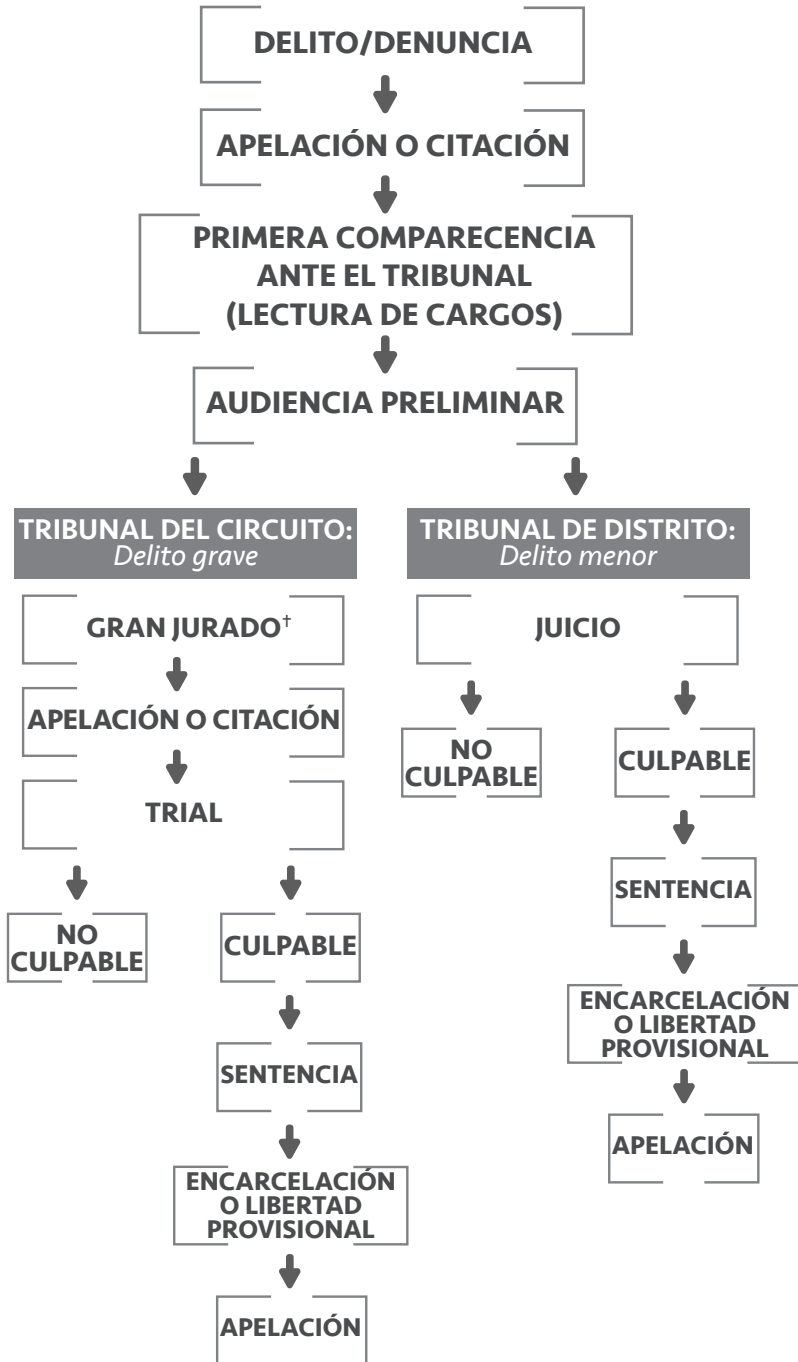 DELITO/DENUNCIA
APELACIÓN O CITACIÓN
PRIMERA COMPARECENCIA
ANTE EL TRIBUNAL
(LECTURA DE CARGOS)
AUDIENCIA PRELIMINAR
TRIBUNAL DEL CIRCUITO:
Delito grave
GRAN JURADO†
APELACIÓN O CITACIÓN
TRIAL
NO
CULPABLE
CULPABLE
SENTENCIA
ENCARCELACIÓN
O LIBERTAD
PROVISIONAL
APELACIÓN
TRIBUNAL DE DISTRITO:
Delito menor
JUICIO
NO
CULPABLE
CULPABLE
SENTENCIA
ENCARCELACIÓN
O LIBERTAD
PROVISIONAL
APELACIÓN